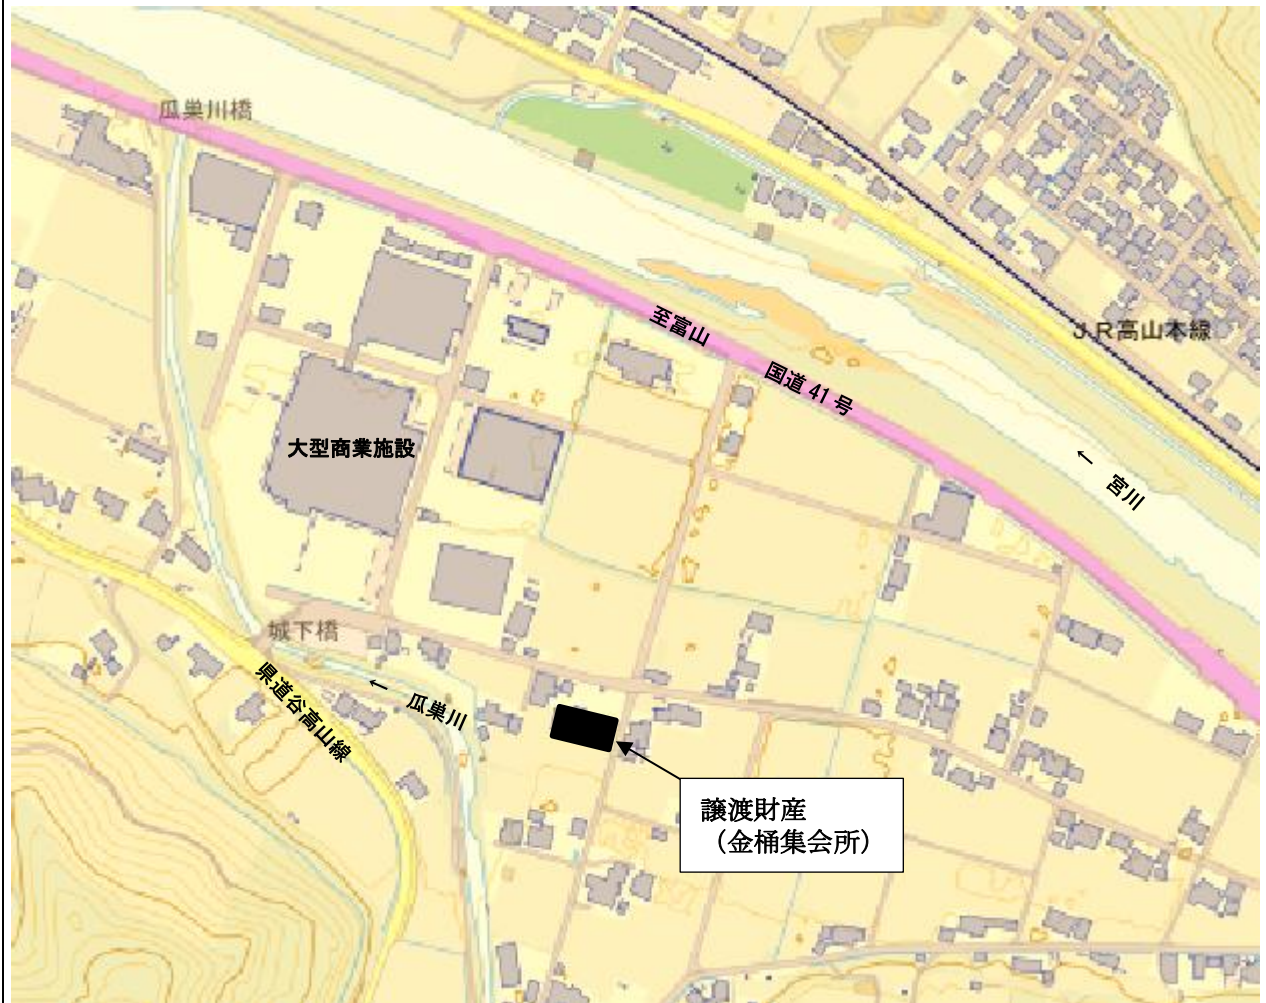 瓜巣川橋
至富山
ＪＲ高山本線
国道 41 号
大型商業施設
← 宮川
城下橋
県道谷高山線
← 瓜巣川
譲渡財産
（金桶集会所）